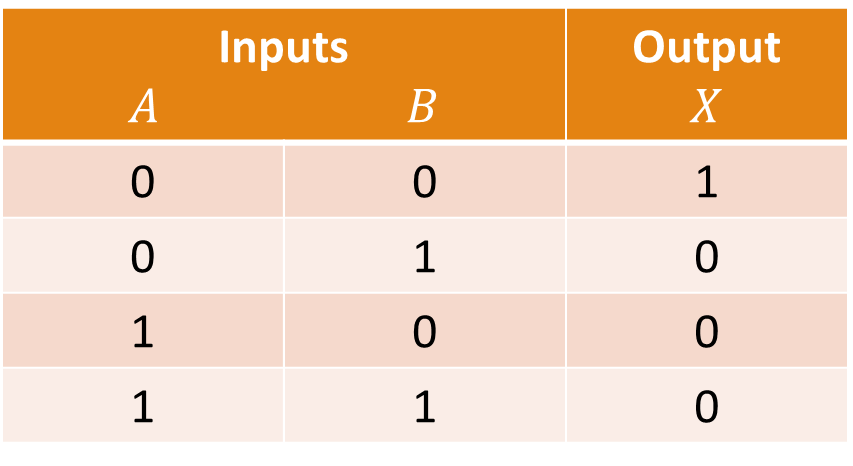 Inputs Output
A B X
0 0 1
0 1 0
1 0 0
1 1 0